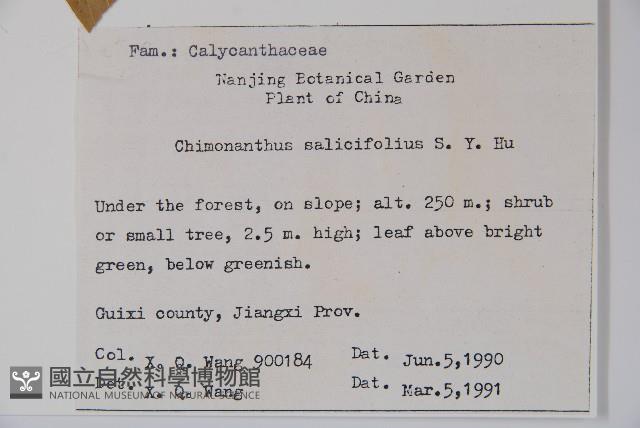 Fam.: Calycanthaceae
Nanjing Botanical Garden
Plant of China
Chimonanthus salicifolius S. Y. Hu
Under the forest, on slope; alt. 250 m.; shrub
or small tree, 2.5 m. high; leaf above bright
green, below greenish.
Guixi county, Jiangxi Prov.
Col. X. Q. Wang 900184 Dat. Jun.5,1990
Det. X. Q. Wang Dat. Mar.5,1991
國立自然科學博物館
NATIONAL MUSEUM OF NATURAL SCIENCE